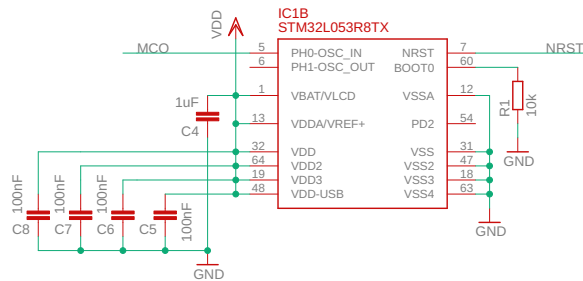 IC1B
STM32L053R8TX
VDD
MCO
5
PH0-OSC_IN
NRST
7
NRST
6
PH1-OSC_OUT
BOOT0
60
1uF
C4
1
VBAT/VLCD
VSSA
12
R1
10k
13
VDDA/VREF+
PD2
54
GND
32
VDD
VSS
31
64
VDD2
VSS2
47
19
VDD3
VSS3
18
48
VDD-USB
VSS4
63
100nF
100nF
100nF
100nF
C8
C7
C6
C5
GND
GND